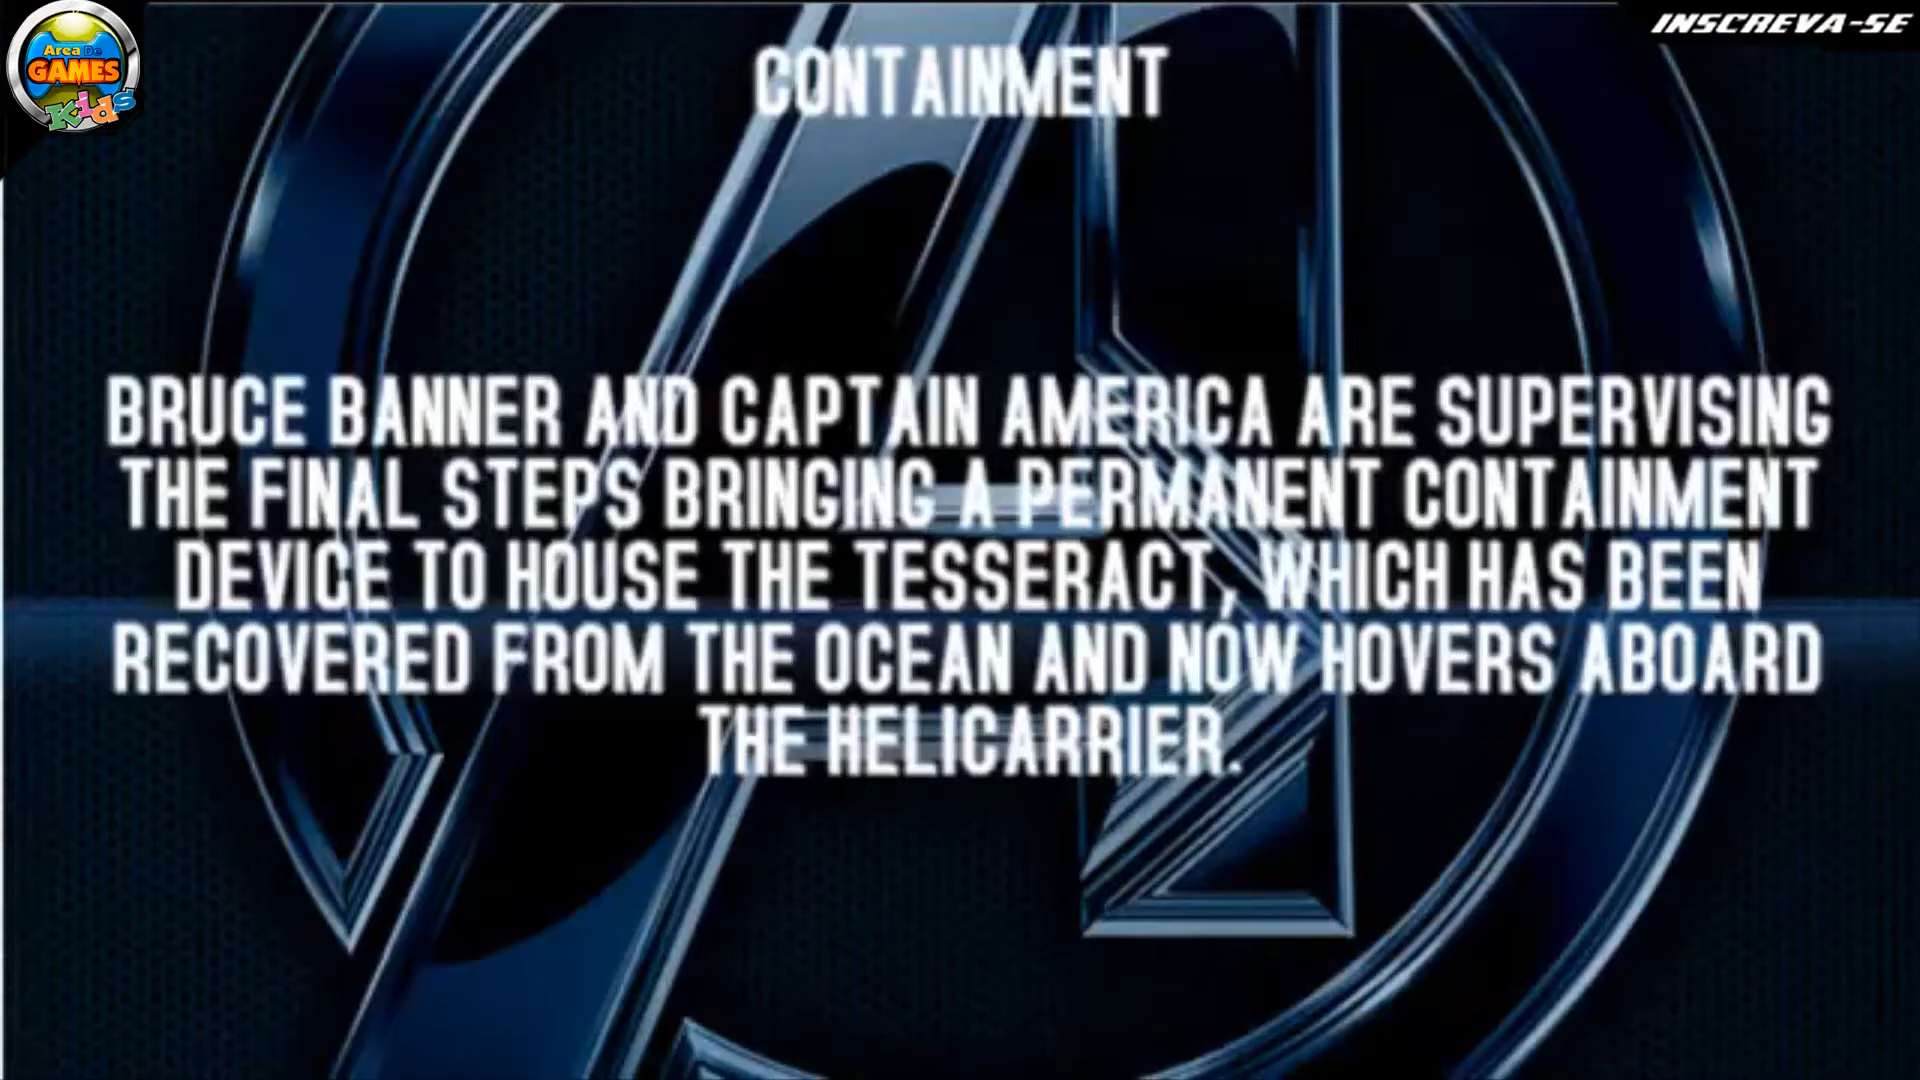 Area De
GAMES
Kids
INSCREVA-SE
CONTAINMENT
BRUCE BANNER AND CAPTAIN AMERICA ARE SUPERVISING
THE FINAL STEPS BRINGING A PERMANENT CONTAINMENT
DEVICE TO HOUSE THE TESSERACT, WHICH HAS BEEN
RECOVERED FROM THE OCEAN AND NOW HOVERS ABOARD
THE HELICARRIER.